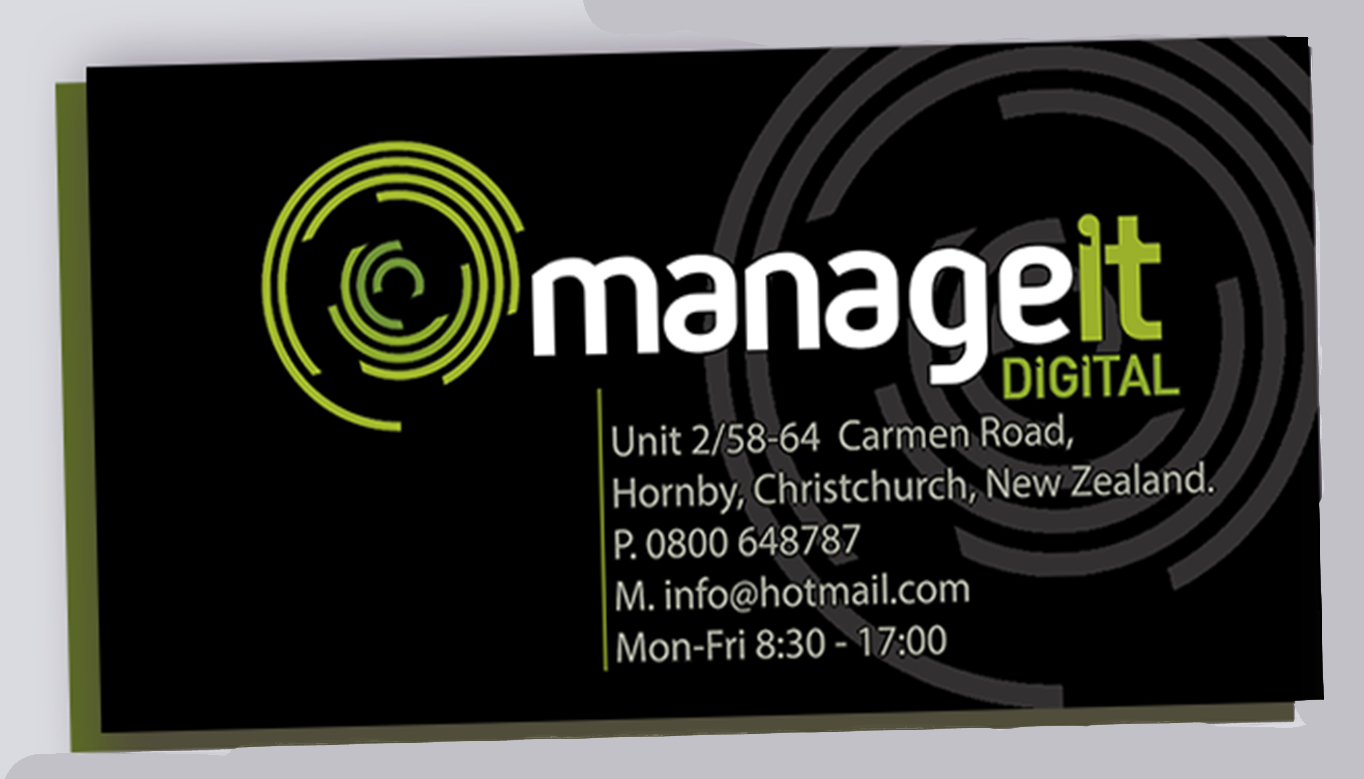 manageit
DiGiTAL
Unit 2/58-64 Carmen Road,
Hornby, Christchurch, New Zealand.
P. 0800 648787
M. info@hotmail.com
Mon-Fri 8:30 - 17:00